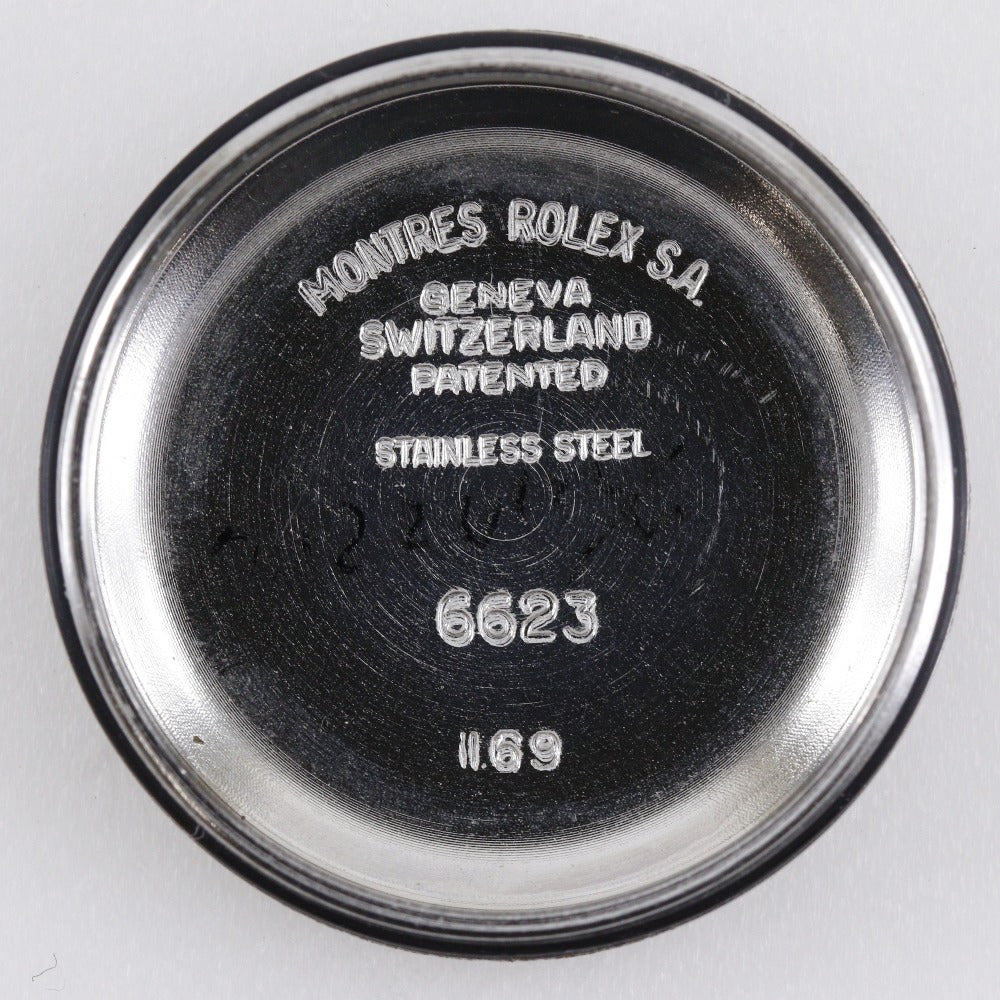 MONTRES ROLEX S.A.
GENEVA
SWITZERLAND
PATENTED
STAINLESS STEEL
6623
II.69